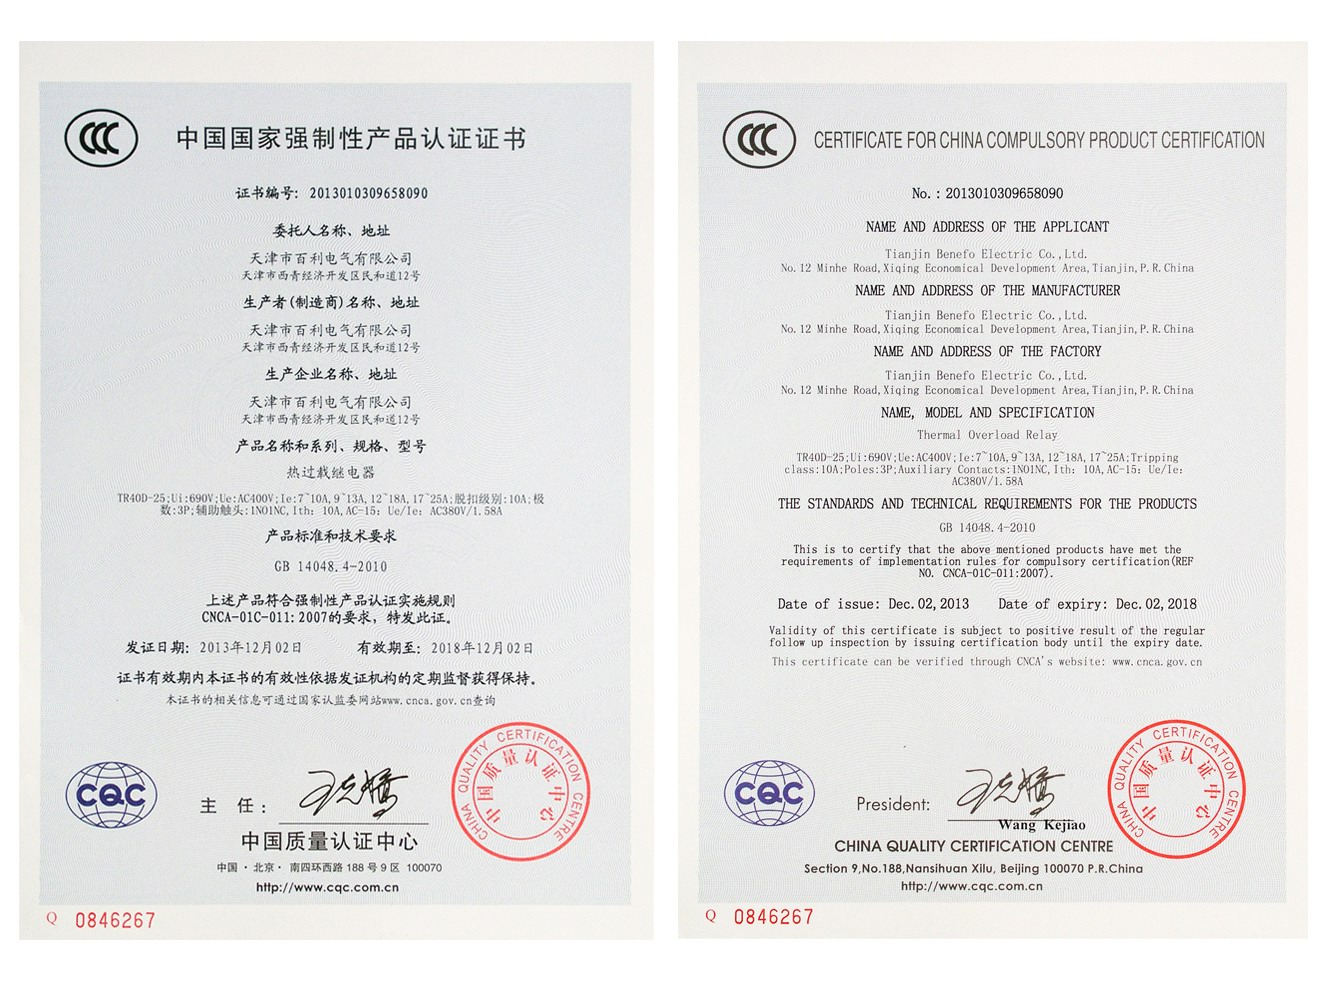 CCC
中国国家强制性产品认证证书
证书编号: 2013010309658090
委托人名称、地址
天津市百利电气有限公司
天津市西青经济开发区民和道12号
生产者(制造商)名称、地址
天津市百利电气有限公司
天津市西青经济开发区民和道12号
生产企业名称、地址
天津市百利电气有限公司
天津市西青经济开发区民和道12号
产品名称和系列、规格、型号
热过载继电器
TR40D-25;Ui:690V;Ue:AC400V;Ie:7~10A,9~13A,12~18A,17~25A;脱扣级别:10A;极
数:3P;辅助触头:1NO1NC,Ith: 10A,AC-15: Ue/Ie: AC380V/1.58A
产品标准和技术要求
GB 14048.4-2010
上述产品符合强制性产品认证实施规则
CNCA-01C-011:2007的要求，特发此证。
发证日期: 2013年12月02日 有效期至: 2018年12月02日
证书有效期内本证书的有效性依据发证机构的定期监督获得保持。
本证书的相关信息可通过国家认监委网站www.cnca.gov.cn查询
CQC
主 任:
CHINA QUALITY CERTIFICATION CENTRE
中国质量认证中心
中国质量认证中心
中国·北京· 南四环西路 188 号 9 区 100070
http://www.cqc.com.cn
Q 0846267
CCC
CERTIFICATE FOR CHINA COMPULSORY PRODUCT CERTIFICATION
No.: 2013010309658090
NAME AND ADDRESS OF THE APPLICANT
Tianjin Benefo Electric Co.,Ltd.
No.12 Minhe Road,Xiqing Economical Development Area,Tianjin,P.R.China
NAME AND ADDRESS OF THE MANUFACTURER
Tianjin Benefo Electric Co.,Ltd.
No.12 Minhe Road,Xiqing Economical Development Area,Tianjin,P.R.China
NAME AND ADDRESS OF THE FACTORY
Tianjin Benefo Electric Co.,Ltd.
No.12 Minhe Road,Xiqing Economical Development Area,Tianjin,P.R.China
NAME, MODEL AND SPECIFICATION
Thermal Overload Relay
TR40D-25;Ui:690V;Ue:AC400V;Ie:7~10A,9~13A,12~18A,17~25A;Tripping
class:10A;Poles:3P;Auxiliary Contacts:1NO1NC,Ith: 10A,AC-15: Ue/Ie:
AC380V/1.58A
THE STANDARDS AND TECHNICAL REQUIREMENTS FOR THE PRODUCTS
GB 14048.4-2010
This is to certify that the above mentioned products have met the
requirements of implementation rules for compulsory certification(REF
NO. CNCA-01C-011:2007).
Date of issue: Dec.02,2013 Date of expiry: Dec.02,2018
Validity of this certificate is subject to positive result of the regular
follow up inspection by issuing certification body until the expiry date.
This certificate can be verified through CNCA's website: www.cnca.gov.cn
CQC
President:
Wang Kejiao
CHINA QUALITY CERTIFICATION CENTRE
中国质量认证中心
CHINA QUALITY CERTIFICATION CENTRE
Section 9,No.188,Nansihuan Xilu, Beijing 100070 P.R.China
http://www.cqc.com.cn
Q 0846267